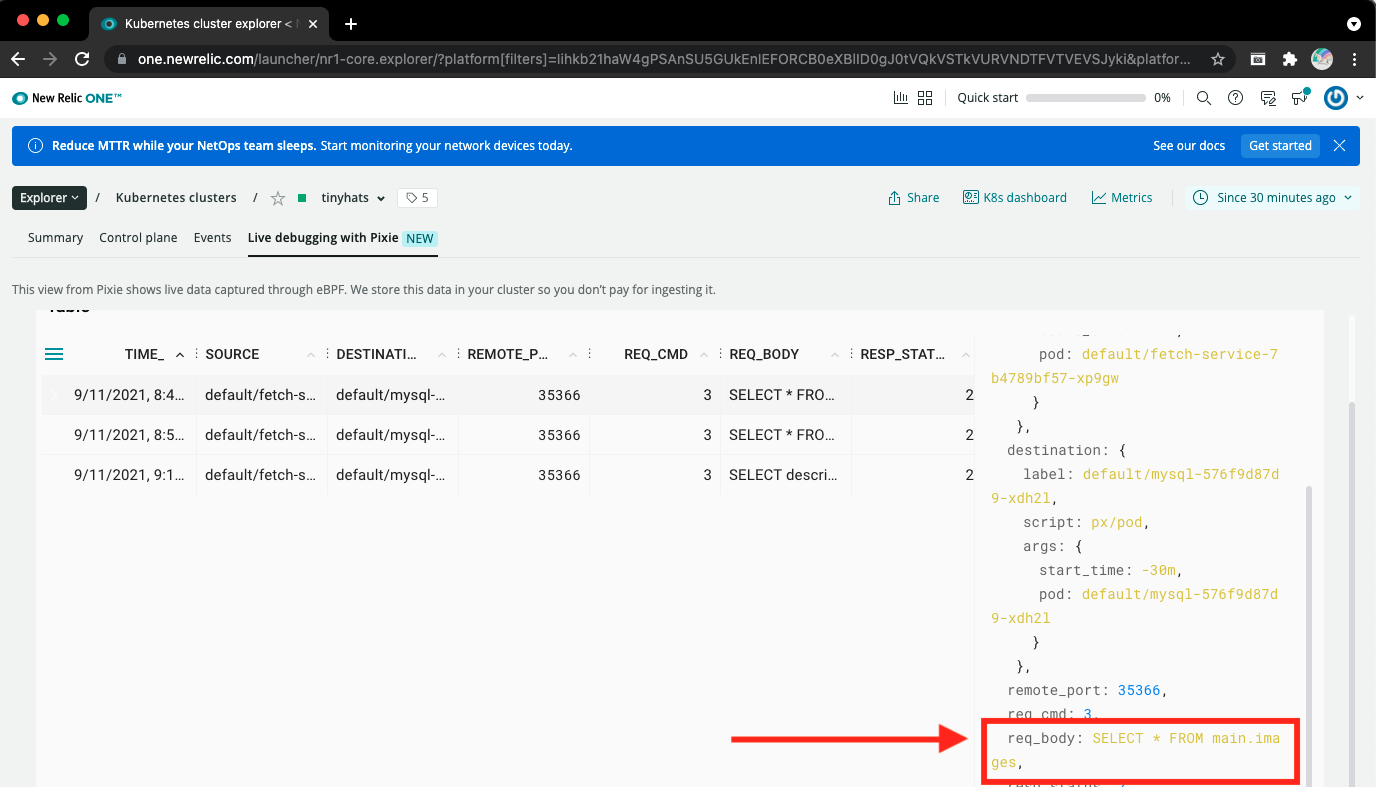 Kubernetes cluster explorer <
one.newrelic.com/launcher/nr1-core.explorer/?platform[filters]=Iihkb21haW4gPSAnSU5GUkEnIEFORCB0eXBlID0gJ0tVQkVSTkVURVNDTFVTVEVSJyki&platfor...
New Relic ONE™
Quick start 0%
Reduce MTTR while your NetOps team sleeps. Start monitoring your network devices today.
See our docs Get started
Explorer / Kubernetes clusters / tinyhats 5
Share K8s dashboard Metrics Since 30 minutes ago
Summary Control plane Events Live debugging with Pixie NEW
This view from Pixie shows live data captured through eBPF. We store this data in your cluster so you don't pay for ingesting it.
Table
TIME_ SOURCE DESTINATI... REMOTE_P... REQ_CMD REQ_BODY RESP_STAT...
9/11/2021, 8:4... default/fetch-s... default/mysql-... 35366 3 SELECT * FRO... 2
9/11/2021, 8:5... default/fetch-s... default/mysql-... 35366 3 SELECT * FRO... 2
9/11/2021, 9:1... default/fetch-s... default/mysql-... 35366 3 SELECT descri... 2
pod: default/fetch-service-7
b4789bf57-xp9gw
}
},
destination: {
label: default/mysql-576f9d87d
9-xdh2l,
script: px/pod,
args: {
start_time: -30m,
pod: default/mysql-576f9d87d
9-xdh2l
}
},
remote_port: 35366,
req_cmd: 3,
req_body: SELECT * FROM main.ima
ges,